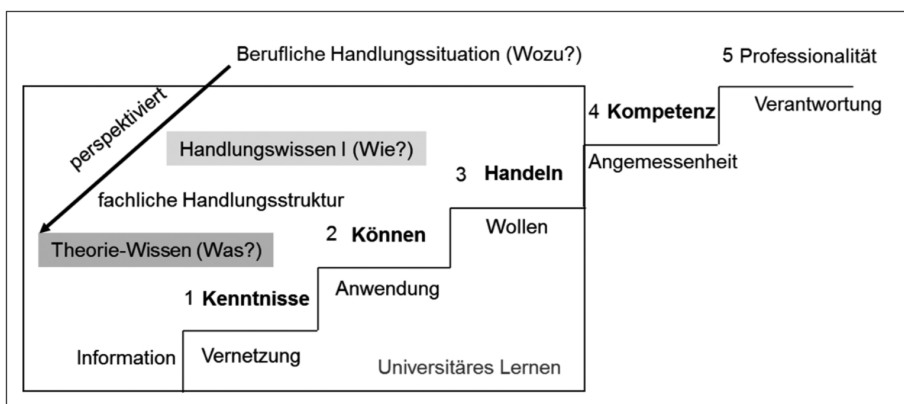 Berufliche Handlungssituation (Wozu?)
5 Professionalität
perspektiviert
4 Kompetenz
Verantwortung
Handlungswissen I (Wie?)
Angemessenheit
3 Handeln
fachliche Handlungsstruktur
Wollen
2 Können
Theorie-Wissen (Was?)
Anwendung
1 Kenntnisse
Information
Vernetzung
Universitäres Lernen